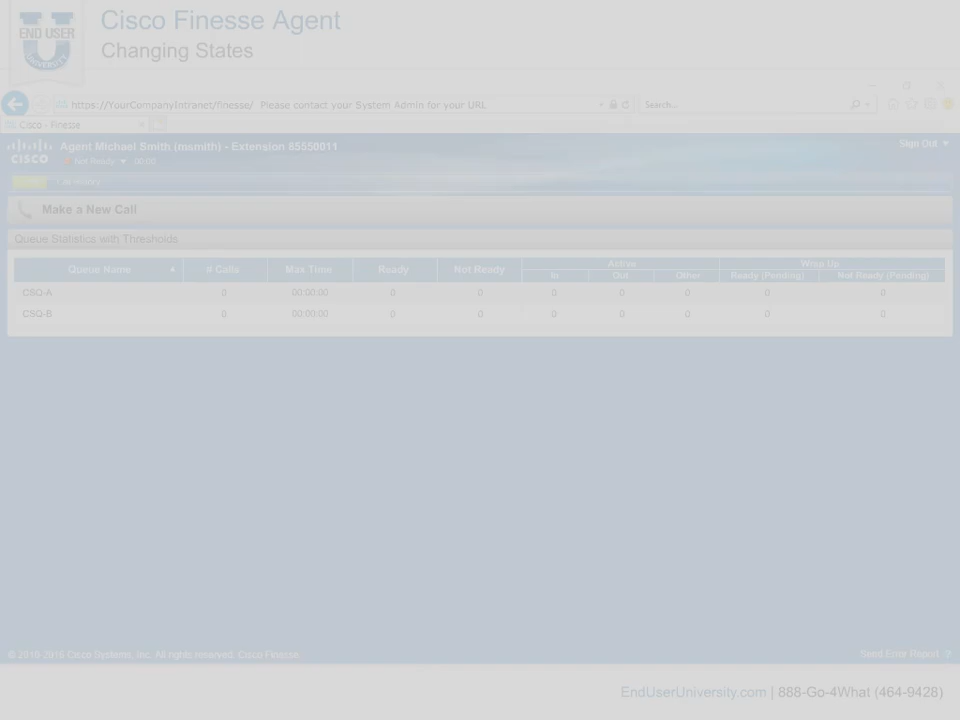 END USER
UNIVERSITY
Cisco Finesse Agent
Changing States
https://YourCompanyIntranet/finesse/ Please contact your System Admin for your URL
Search...
Cisco - Finesse
CISCO
Agent Michael Smith (msmith) - Extension 85550011
Not Ready 00:00
Sign Out
Make a New Call
Queue Statistics with Thresholds
Queue Name # Calls Max Time Ready Not Ready Active Wrap Up
In Out Other Ready (Pending) Not Ready (Pending)
CSQ-A 0 00:00:00 0 0 0 0 0 0 0
CSQ-B 0 00:00:00 0 0 0 0 0 0 0
© 2010-2016 Cisco Systems, Inc. All rights reserved. Cisco Finesse.
Send Error Report
EndUserUniversity.com | 888-Go-4What (464-9428)